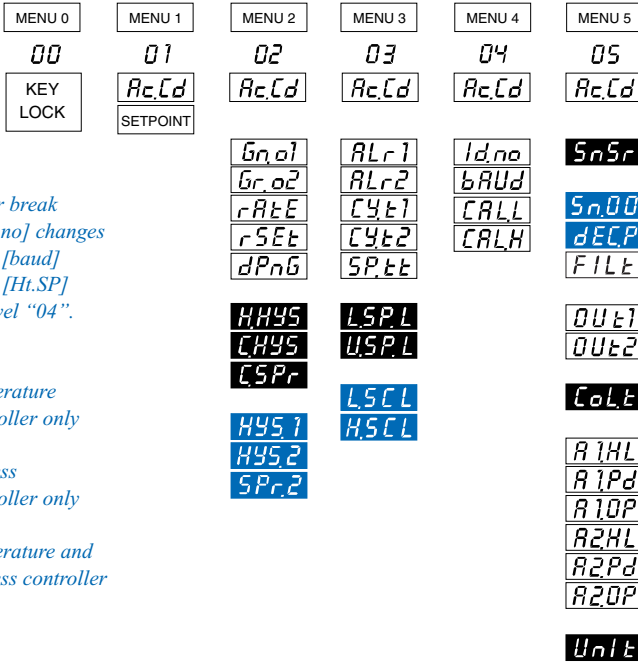 MENU 0 MENU 1 MENU 2 MENU 3 MENU 4 MENU 5
00 01 02 03 04 05
KEY LOCK Ac.Cd Ac.Cd Ac.Cd Ac.Cd Ac.Cd
SETPOINT
Gn.o1 ALr1 Id.no SnSr
Gr.o2 ALr2 bAUd
r break rAtE CY.t1 CAL.L Sn.00
no] changes rSEt CY.t2 CAL.H dEC.P
[baud] dPnG SP.tt FILt
[Ht.SP]
vel “04”. H.HYS L.SP.L OUt1
C.HYS U.SP.L OUt2
C.SPr
erature L.SCL CoL.t
oller only HYS.1 H.SCL
HYS.2 A1.HL
ss SPr.2 A1.Pd
oller only A1.OP
A2.HL
erature and A2.Pd
ss controller A2.OP
UnIt